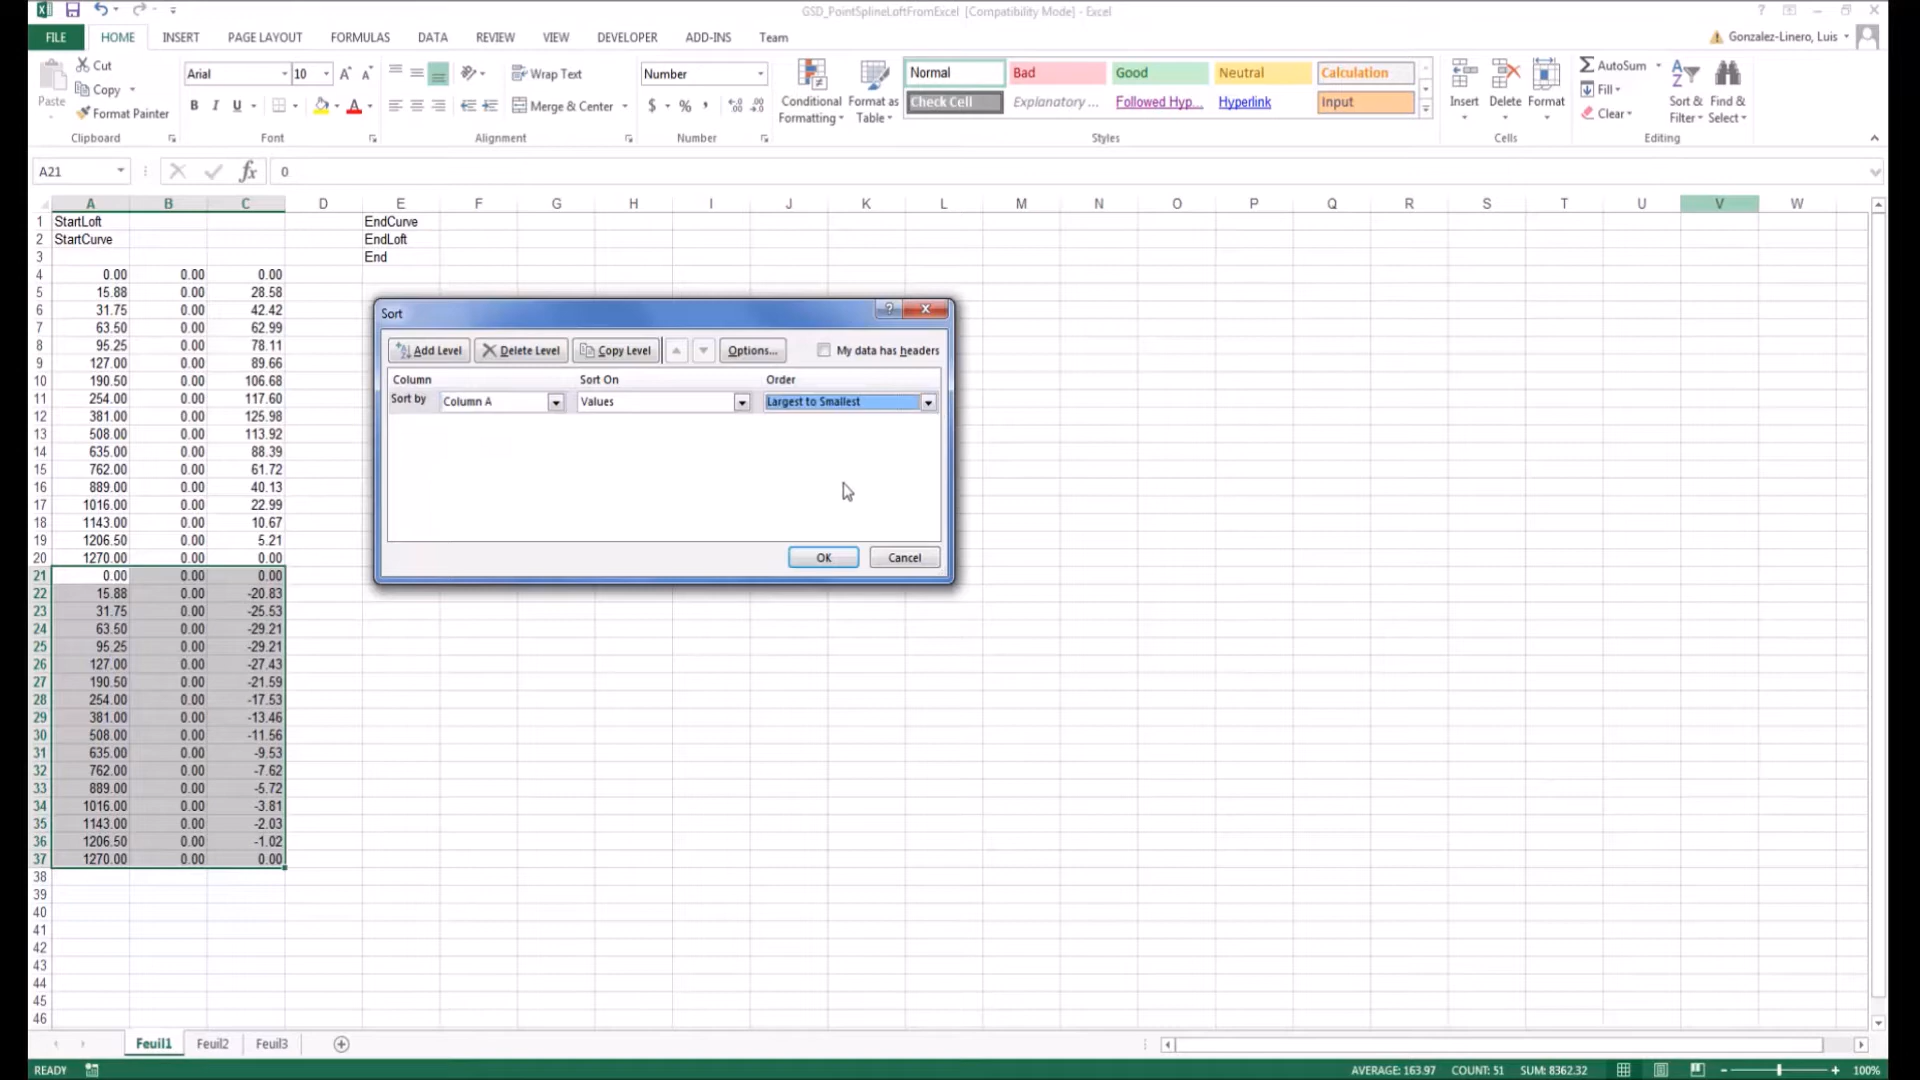 GSD_PointSplineLoftFromExcel [Compatibility Mode] - Excel
FILE HOME INSERT PAGE LAYOUT FORMULAS DATA REVIEW VIEW DEVELOPER ADD-INS Team Gonzalez-Linero, Luis
Paste
Cut
Copy
Format Painter
Clipboard
Arial 10
B I U A
Font
Wrap Text
Merge & Center
Alignment
Number
$ % ,
Number
Conditional Formatting
Format as Table
Normal Bad Good Neutral Calculation
Check Cell Explanatory ... Followed Hyp... Hyperlink Input
Styles
Insert Delete Format
Cells
AutoSum
Fill
Clear
Sort & Filter
Find & Select
Editing
A21 fx 0
A B C D E F G H I J K L M N O P Q R S T U V W
1 StartLoft EndCurve
2 StartCurve EndLoft
3 End
4 0.00 0.00 0.00
5 15.88 0.00 28.58
6 31.75 0.00 42.42
7 63.50 0.00 62.99
8 95.25 0.00 78.11
9 127.00 0.00 89.66
10 190.50 0.00 106.68
11 254.00 0.00 117.60
12 381.00 0.00 125.98
13 508.00 0.00 113.92
14 635.00 0.00 88.39
15 762.00 0.00 61.72
16 889.00 0.00 40.13
17 1016.00 0.00 22.99
18 1143.00 0.00 10.67
19 1206.50 0.00 5.21
20 1270.00 0.00 0.00
21 0.00 0.00 0.00
22 15.88 0.00 -20.83
23 31.75 0.00 -25.53
24 63.50 0.00 -29.21
25 95.25 0.00 -29.21
26 127.00 0.00 -27.43
27 190.50 0.00 -21.59
28 254.00 0.00 -17.53
29 381.00 0.00 -13.46
30 508.00 0.00 -11.56
31 635.00 0.00 -9.53
32 762.00 0.00 -7.62
33 889.00 0.00 -5.72
34 1016.00 0.00 -3.81
35 1143.00 0.00 -2.03
36 1206.50 0.00 -1.02
37 1270.00 0.00 0.00
38
39
40
41
42
43
44
45
46
Sort
Add Level Delete Level Copy Level Options... My data has headers
Column Sort On Order
Sort by Column A Values Largest to Smallest
OK Cancel
Feuil1 Feuil2 Feuil3
READY AVERAGE: 163.97 COUNT: 51 SUM: 8362.32 100%